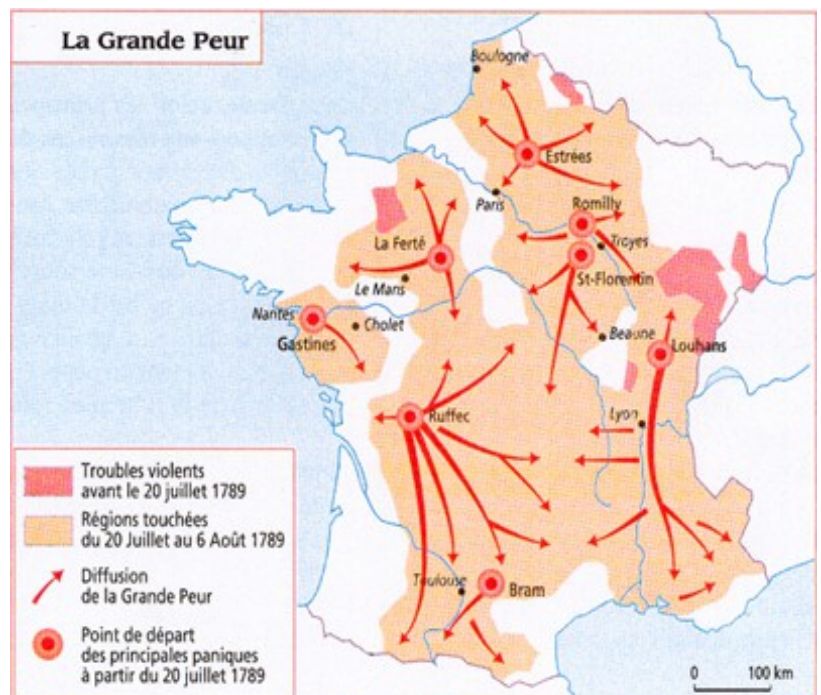 La Grande Peur
Boulogne
Estrées
Paris
Romilly
Troyes
La Ferté
St-Florentin
Le Mans
Nantes
Cholet
Gastines
Beaune
Louhans
Ruffec
Lyon
Toulouse
Bram
Troubles violents
avant le 20 juillet 1789
Régions touchées
du 20 Juillet au 6 Août 1789
Diffusion
de la Grande Peur
Point de départ
des principales paniques
à partir du 20 juillet 1789
0 100 km